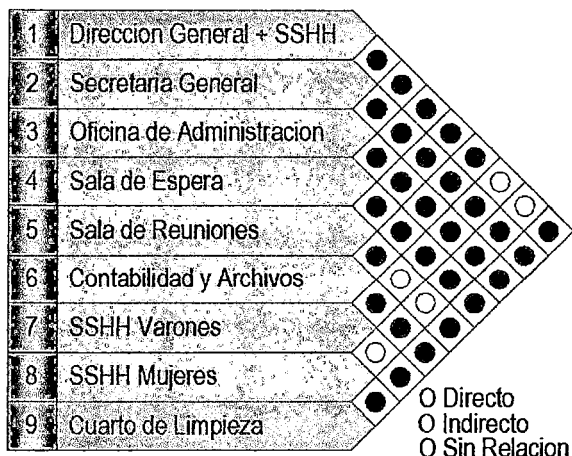 1 Direccion General + SSHH
2 Secretaria General
3 Oficina de Administracion
4 Sala de Espera
5 Sala de Reuniones
6 Contabilidad y Archivos
7 SSHH Varones
8 SSHH Mujeres
9 Cuarto de Limpieza
O Directo
O Indirecto
O Sin Relacion